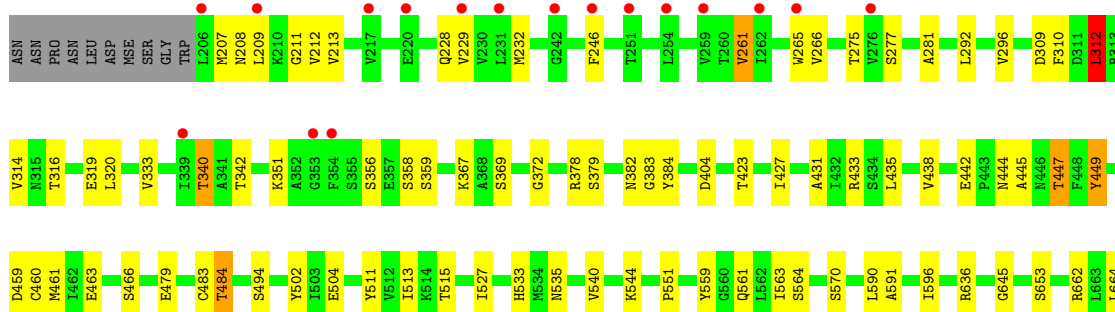 ASN ASN PRO ASN LEU ASP MSE SER GLY TRP L206 M207 N208 L209 K210 G211 V212 V213 V217 E220 Q228 V229 V230 L231 M232 G242 F246 T251 L254 V259 T260 V261 I262 W265 V266 T275 V276 S277 A281 L292 V296 D309 F310 D311 L312 R313
V314 N315 T316 E319 L320 V333 I339 T340 A341 T342 K351 A352 G353 F354 S355 S356 E357 S358 S359 K367 A368 S369 G372 R378 S379 N382 G383 Y384 D404 T423 I427 A431 I432 R433 S434 L435 V438 E442 P443 N444 A445 N446 T447 F448 Y449
D459 C460 M461 I462 E463 S466 E479 C483 T484 S494 Y502 I503 E504 Y511 V512 I513 K514 T515 I527 H533 M534 N535 V540 K544 P551 Y559 G560 Q561 L562 I563 S564 S570 L590 A591 I596 R636 G645 S653 R662 L663